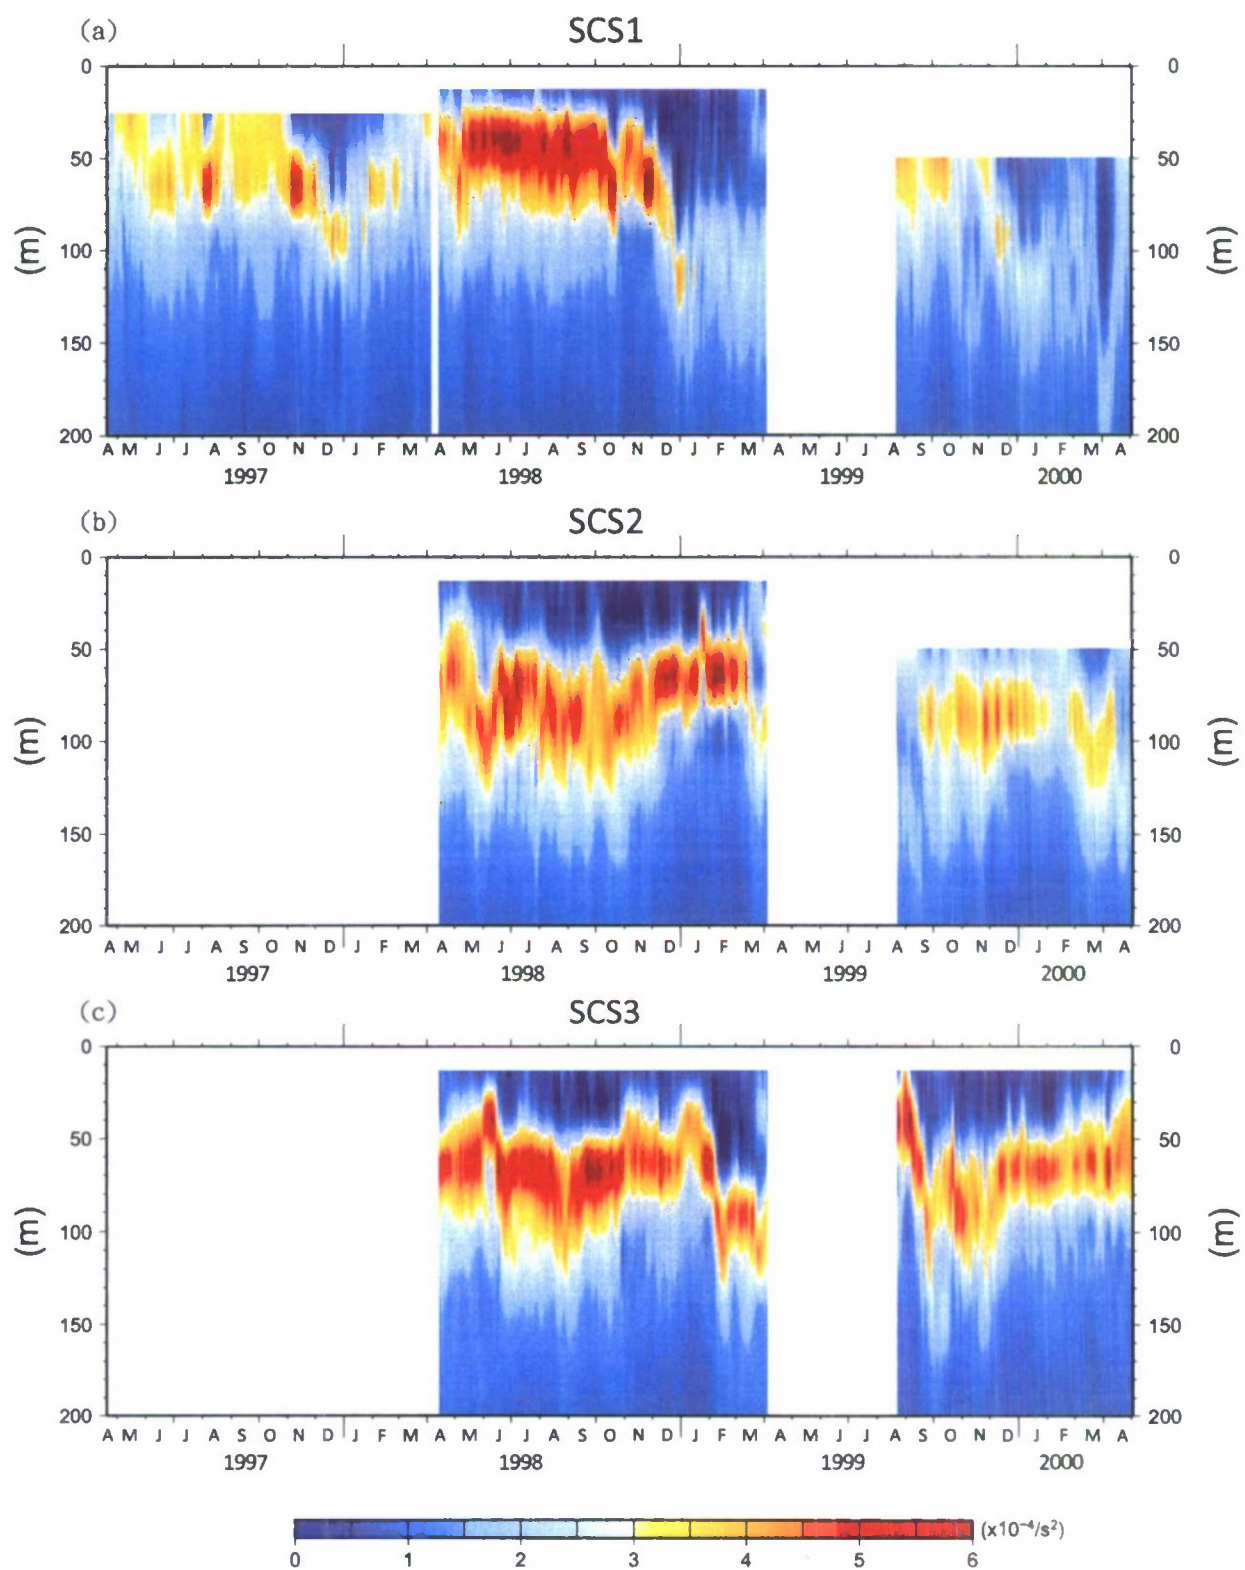 (a) SCS1
0 0
50 50
(m) 100 100 (m)
150 150
200 200
A M J J A S O N D J F M A M J J A S O N D J F M A M J J A S O N D J F M A
1997 1998 1999 2000
(b) SCS2
0 0
50 50
(m) 100 100 (m)
150 150
200 200
A M J J A S O N D J F M A M J J A S O N D J F M A M J J A S O N D J F M A
1997 1998 1999 2000
(c) SCS3
0 0
50 50
(m) 100 100 (m)
150 150
200 200
A M J J A S O N D J F M A M J J A S O N D J F M A M J J A S O N D J F M A
1997 1998 1999 2000
(x10⁻⁴/s²)
0 1 2 3 4 5 6